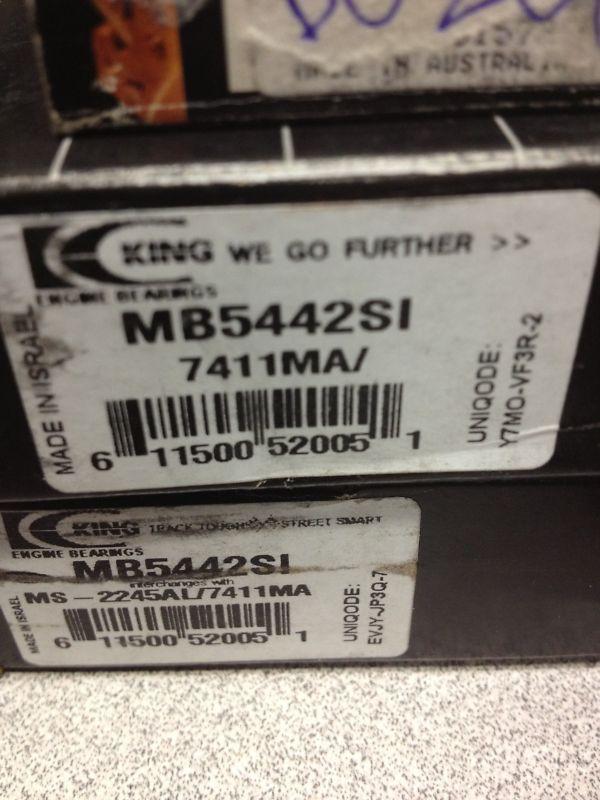 IN AUSTRAL
KING WE GO FURTHER >>
ENGINE BEARINGS
MB5442SI
7411MA/
MADE IN ISRAEL
6 11500 52005 1
UNIQODE:
Y7MO-VF3R-2
KING TRACK TOUGH STREET SMART
ENGINE BEARINGS
MB5442SI
interchanges with
MS-2245AL/7411MA
MADE IN ISRAEL
6 11500 52005 1
UNIQODE:
EVJY-JP3Q-7